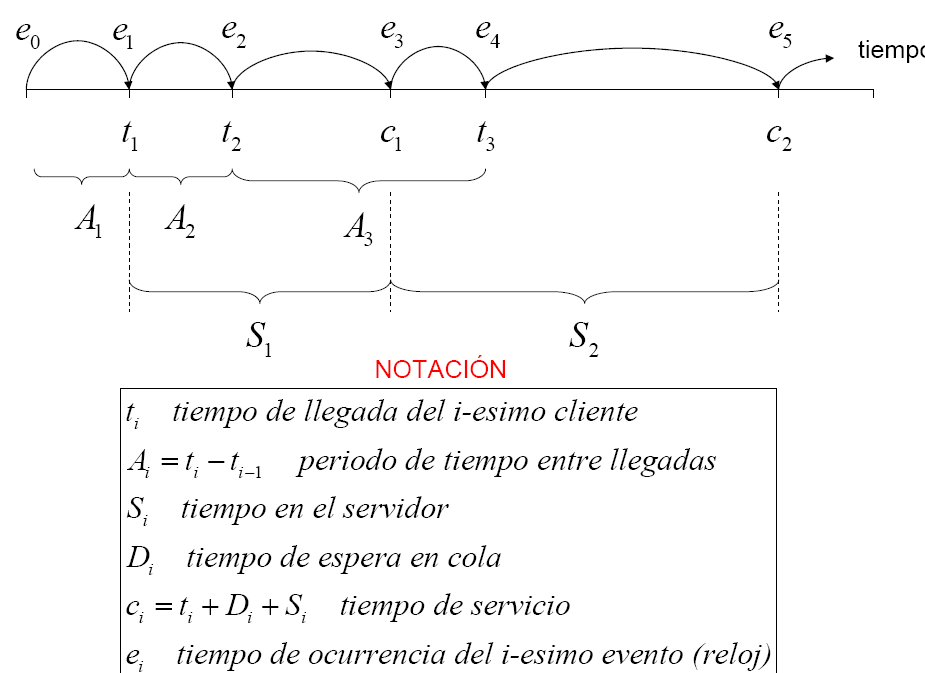 e₀ e₁ e₂ e₃ e₄ e₅ tiempo
t₁ t₂ c₁ t₃ c₂
A₁ A₂ A₃
S₁ S₂
NOTACIÓN
tᵢ tiempo de llegada del i-esimo cliente
Aᵢ = tᵢ − tᵢ₋₁ periodo de tiempo entre llegadas
Sᵢ tiempo en el servidor
Dᵢ tiempo de espera en cola
cᵢ = tᵢ + Dᵢ + Sᵢ tiempo de servicio
eᵢ tiempo de ocurrencia del i-esimo evento (reloj)